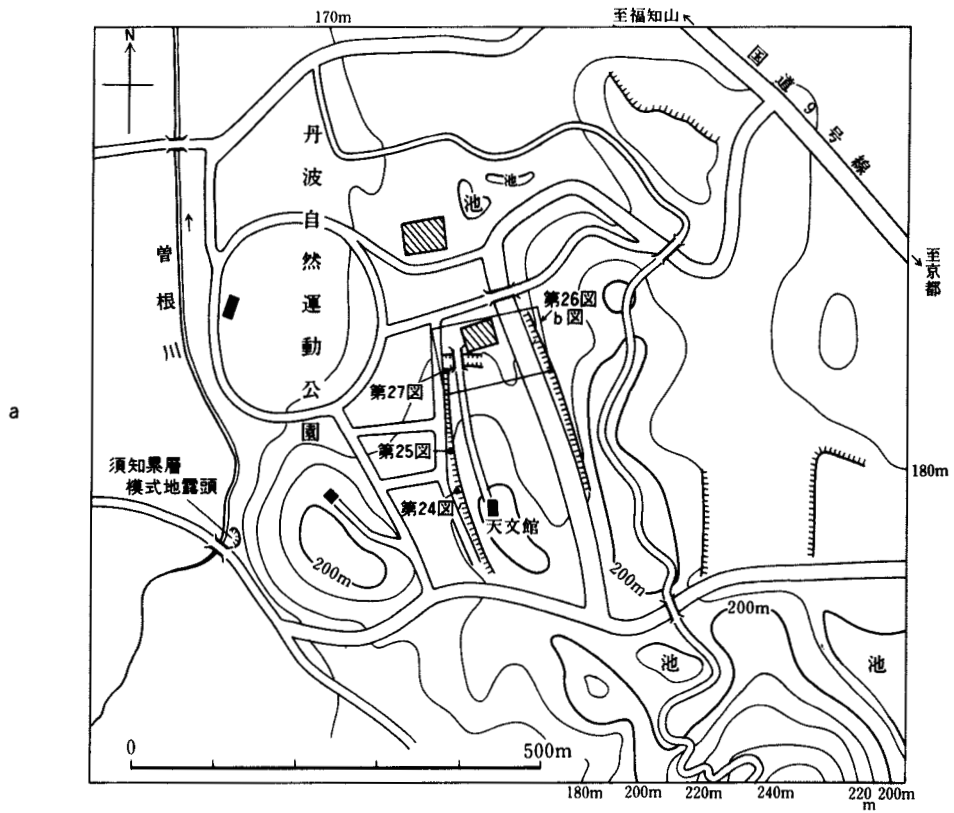 170m
至福知山
N
国道9号線
丹波自然運動公園
池
池
至京都
曽根川
第26図
b図
第27図
a
第25図
須知粟層
模式地露頭
180m
第24図
天文館
200m
200m
200m
池
池
0
500m
180m 200m 220m 240m 220m 200m